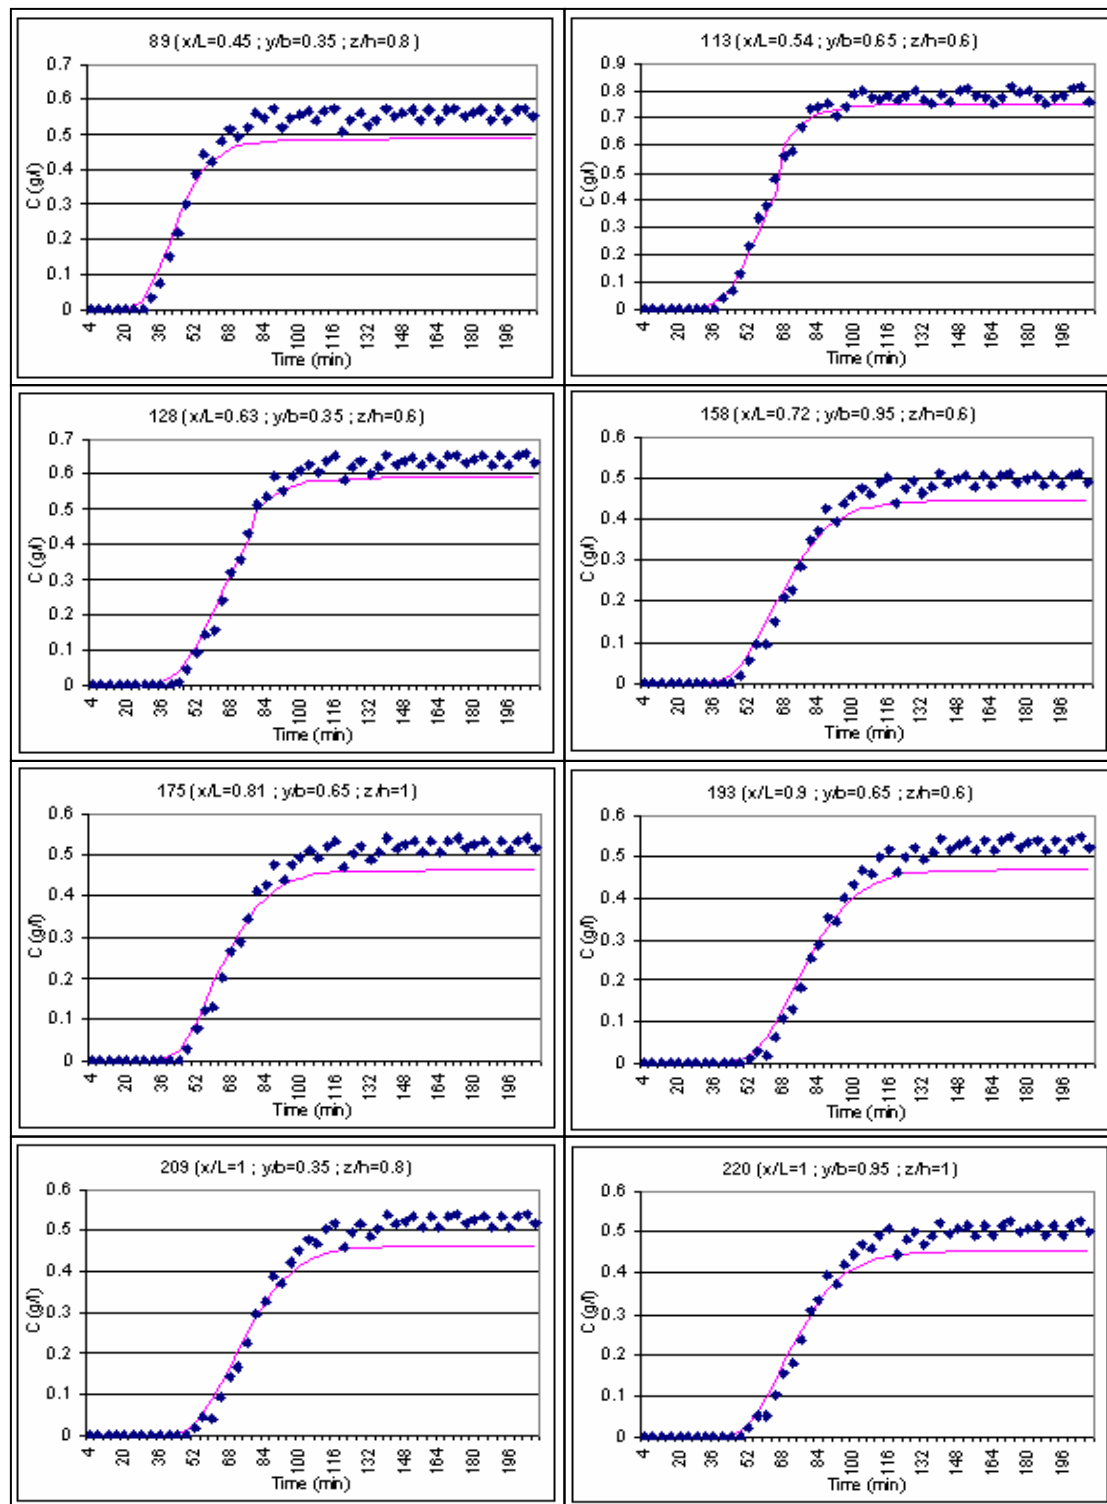 89 (x/L=0.45 ; y/b=0.35 ; z/h=0.8)
C (g/l)
0.7
0.6
0.5
0.4
0.3
0.2
0.1
0
4 20 36 52 68 84 100 116 132 148 164 180 196
Time (min)
113 (x/L=0.54 ; y/b=0.65 ; z/h=0.6)
C (g/l)
0.9
0.8
0.7
0.6
0.5
0.4
0.3
0.2
0.1
0
4 20 36 52 68 84 100 116 132 148 164 180 196
Time (min)
128 (x/L=0.63 ; y/b=0.35 ; z/h=0.6)
C (g/l)
0.7
0.6
0.5
0.4
0.3
0.2
0.1
0
4 20 36 52 68 84 100 116 132 148 164 180 196
Time (min)
158 (x/L=0.72 ; y/b=0.95 ; z/h=0.6)
C (g/l)
0.6
0.5
0.4
0.3
0.2
0.1
0
4 20 36 52 68 84 100 116 132 148 164 180 196
Time (min)
175 (x/L=0.81 ; y/b=0.65 ; z/h=1)
C (g/l)
0.6
0.5
0.4
0.3
0.2
0.1
0
4 20 36 52 68 84 100 116 132 148 164 180 196
Time (min)
193 (x/L=0.9 ; y/b=0.65 ; z/h=0.6)
C (g/l)
0.6
0.5
0.4
0.3
0.2
0.1
0
4 20 36 52 68 84 100 116 132 148 164 180 196
Time (min)
209 (x/L=1 ; y/b=0.35 ; z/h=0.8)
C (g/l)
0.6
0.5
0.4
0.3
0.2
0.1
0
4 20 36 52 68 84 100 116 132 148 164 180 196
Time (min)
220 (x/L=1 ; y/b=0.95 ; z/h=1)
C (g/l)
0.6
0.5
0.4
0.3
0.2
0.1
0
4 20 36 52 68 84 100 116 132 148 164 180 196
Time (min)